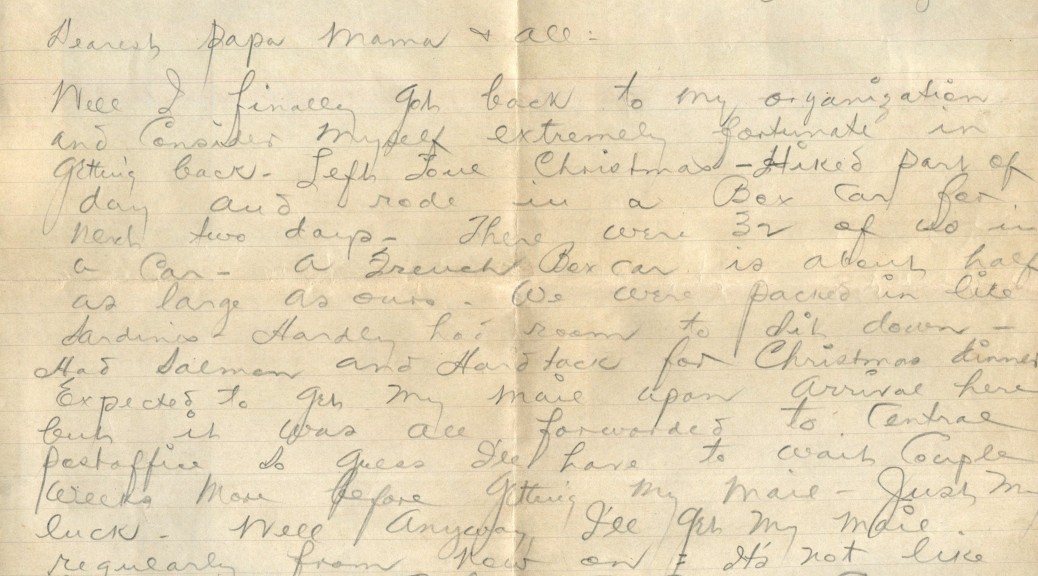 Dearest Papa Mama & all:
Well I finally got back to my organization
and Consider Myself extremely fortunate in
Getting back - Left Toul Christmas - Hiked part of
day and rode in a Box Car for
next two days - There were 32 of us in
a Car - a French Box car is about half
as large as ours. We were packed in like
Sardines - Hardly had room to sit down -
Had Salmon and Hard tack for Christmas dinner
Expected to get My Mail upon Arrival here
but it was all forwarded to Central
Postoffice so guess I'll have to wait Couple
Weeks More before Getting My Mail - Just My
luck - Well Anyway I'll get My Mail
regularly from Now on It's not like